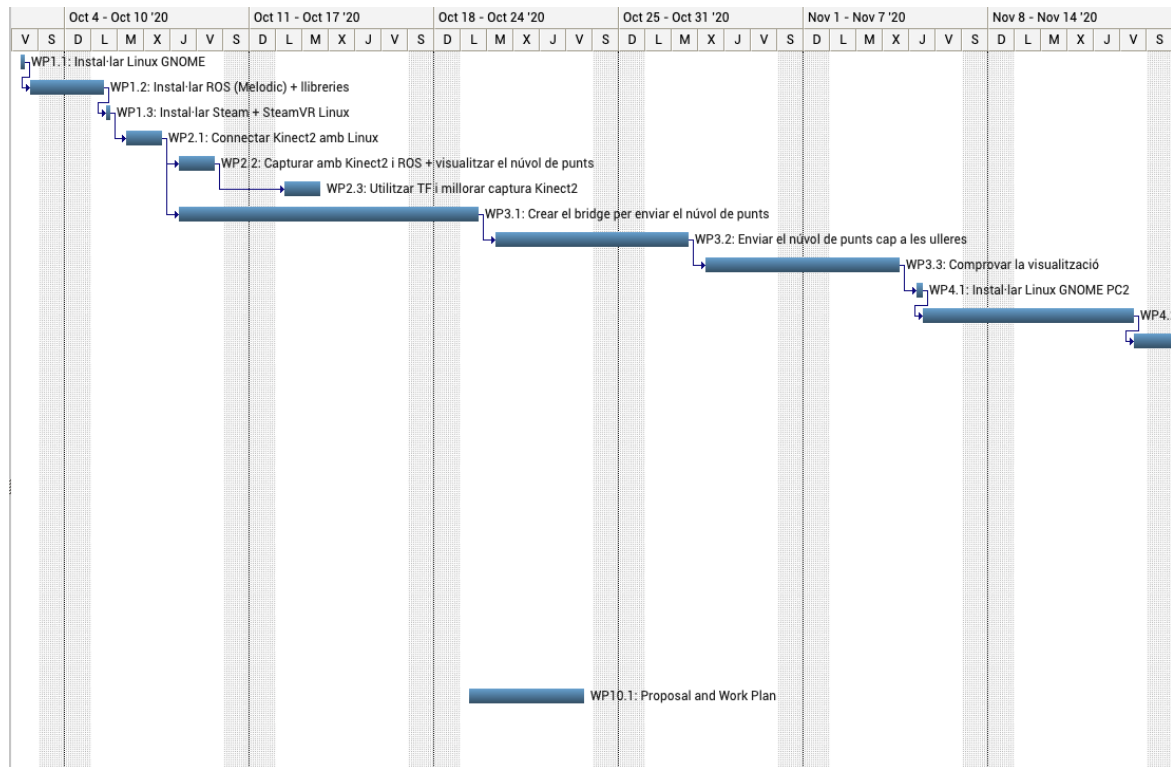 Oct 4 - Oct 10 '20 Oct 11 - Oct 17 '20 Oct 18 - Oct 24 '20 Oct 25 - Oct 31 '20 Nov 1 - Nov 7 '20 Nov 8 - Nov 14 '20
V S D L M X J V S D L M X J V S D L M X J V S D L M X J V S D L M X J V S D L M X J V S
WP1.1: Instal·lar Linux GNOME
WP1.2: Instal·lar ROS (Melodic) + llibreries
WP1.3: Instal·lar Steam + SteamVR Linux
WP2.1: Connectar Kinect2 amb Linux
WP2.2: Capturar amb Kinect2 i ROS + visualitzar el núvol de punts
WP2.3: Utilitzar TF i millorar captura Kinect2
WP3.1: Crear el bridge per enviar el núvol de punts
WP3.2: Enviar el núvol de punts cap a les ulleres
WP3.3: Comprovar la visualització
WP4.1: Instal·lar Linux GNOME PC2
WP4.
WP10.1: Proposal and Work Plan